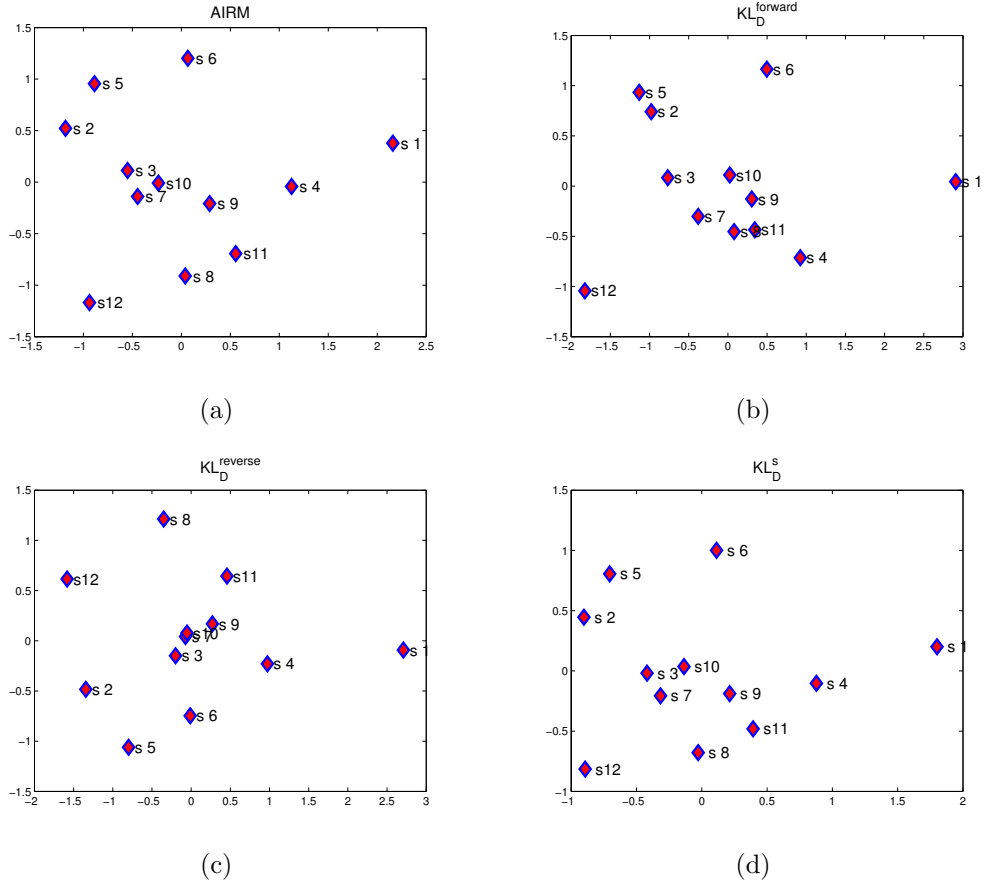 AIRM
1.5
1
0.5
0
−0.5
−1
−1.5
s 6
s 5
s 2
s 1
s 3
s10
s 4
s 7
s 9
s11
s 8
s12
−1.5 −1 −0.5 0 0.5 1 1.5 2 2.5
(a)
KL_D^forward
1.5
1
0.5
0
−0.5
−1
−1.5
s 6
s 5
s 2
s10
s 3
s 1
s 9
s 7
s 8
s11
s 4
s12
−2 −1.5 −1 −0.5 0 0.5 1 1.5 2 2.5 3
(b)
KL_D^reverse
1.5
1
0.5
0
−0.5
−1
−1.5
s 8
s12
s11
s 9
s10
s 7
s 1
s 3
s 4
s 2
s 6
s 5
−2 −1.5 −1 −0.5 0 0.5 1 1.5 2 2.5 3
(c)
KL_D^s
1.5
1
0.5
0
−0.5
−1
s 6
s 5
s 2
s 1
s10
s 3
s 4
s 7
s 9
s11
s 8
s12
−1 −0.5 0 0.5 1 1.5 2
(d)